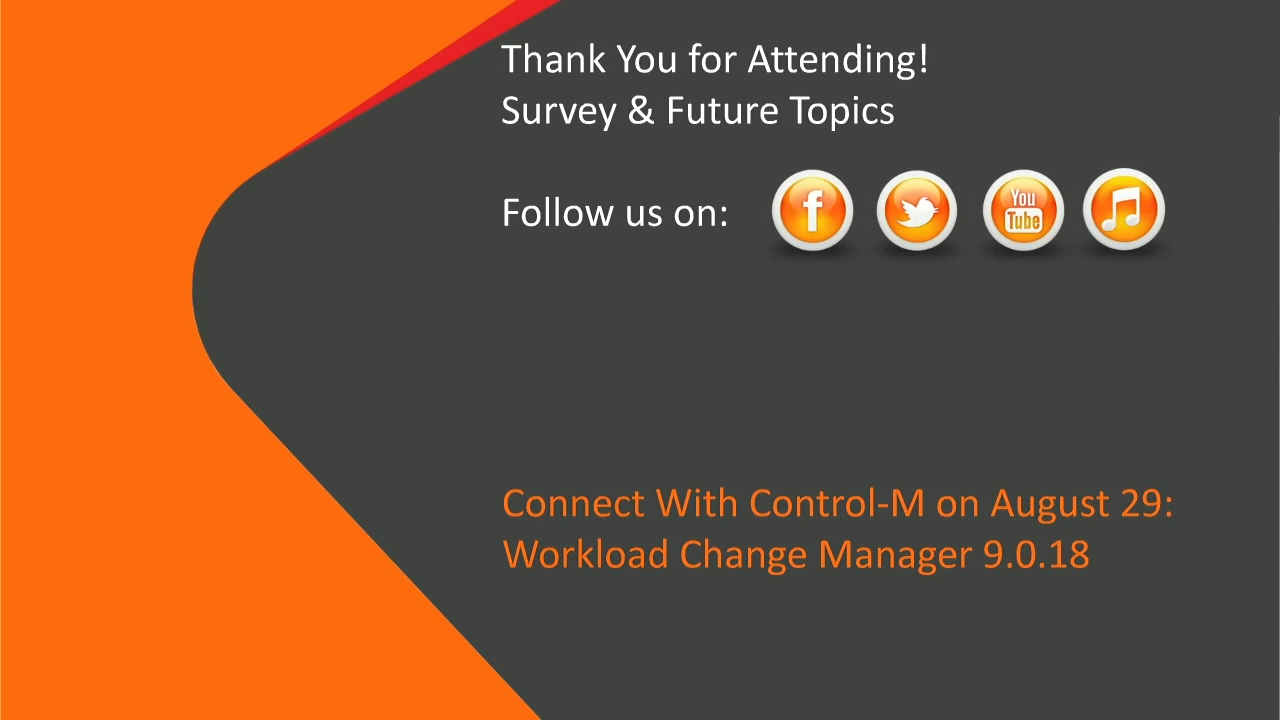 Thank You for Attending!
Survey & Future Topics
Follow us on:
f
You
Tube
Connect With Control-M on August 29:
Workload Change Manager 9.0.18